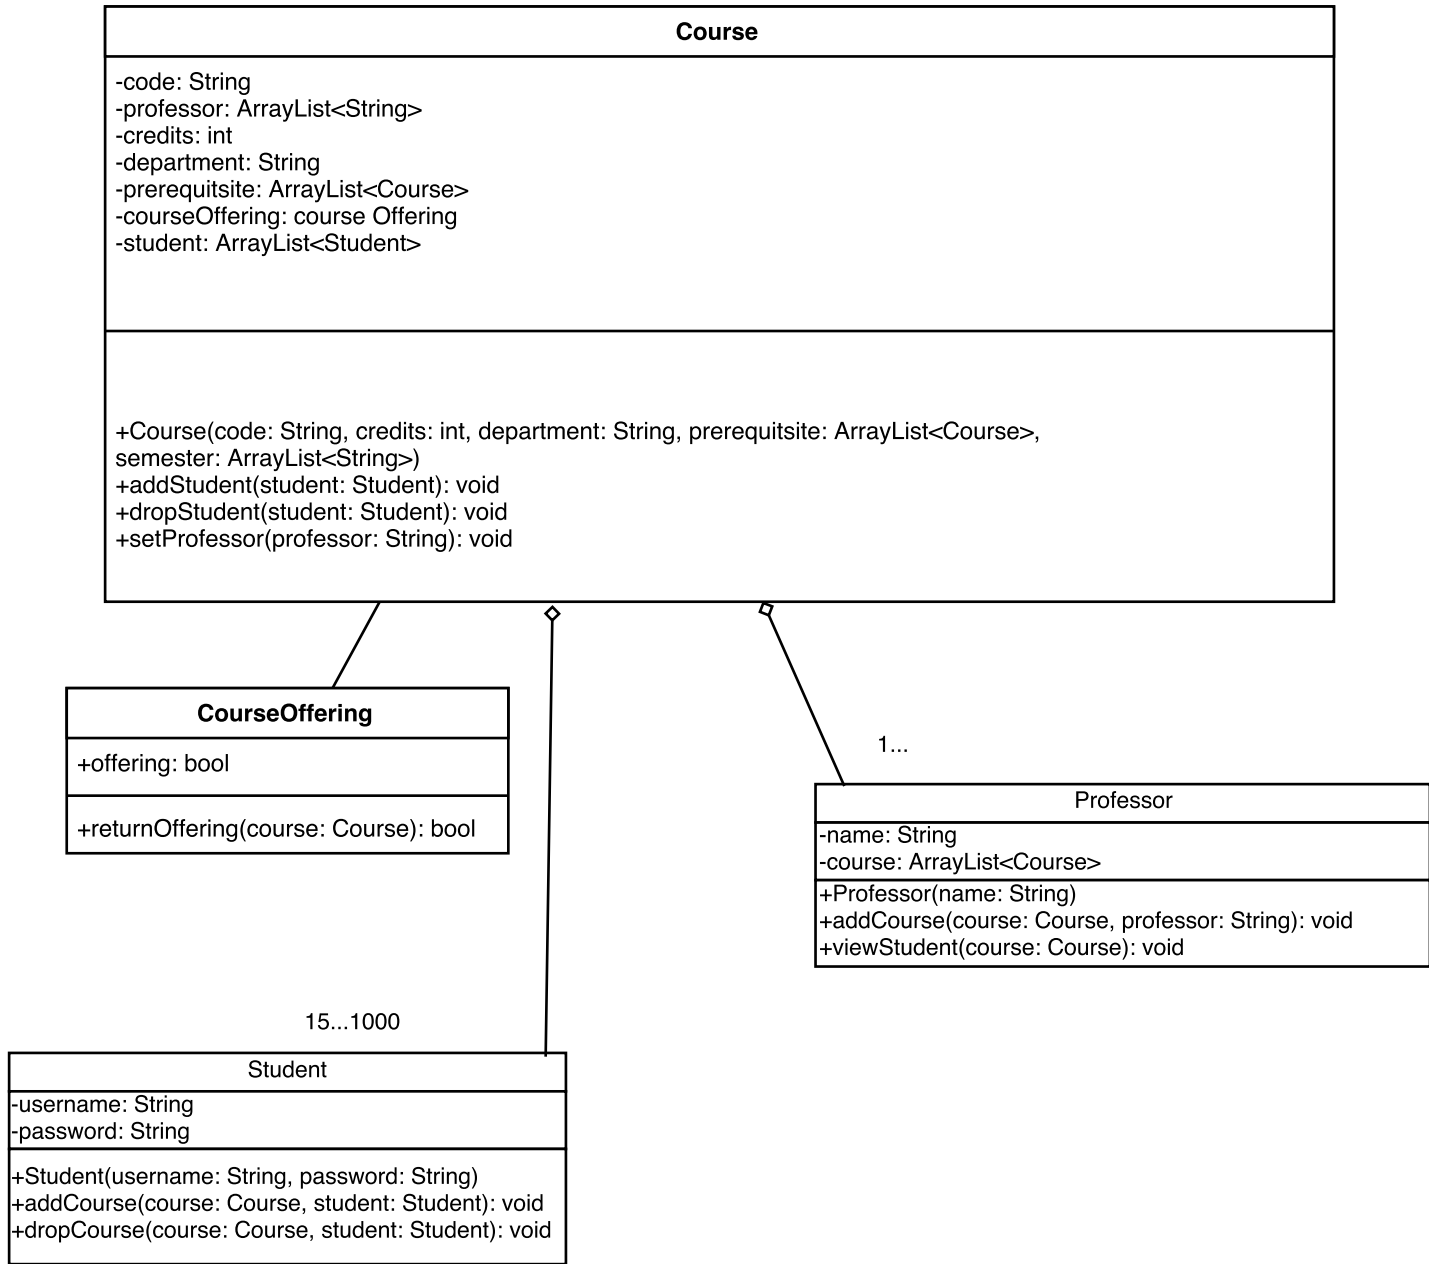 Course
-code: String
-professor: ArrayList<String>
-credits: int
-department: String
-prerequitsite: ArrayList<Course>
-courseOffering: course Offering
-student: ArrayList<Student>
+Course(code: String, credits: int, department: String, prerequitsite: ArrayList<Course>,
semester: ArrayList<String>)
+addStudent(student: Student): void
+dropStudent(student: Student): void
+setProfessor(professor: String): void
CourseOffering
+offering: bool
+returnOffering(course: Course): bool
1...
Professor
-name: String
-course: ArrayList<Course>
+Professor(name: String)
+addCourse(course: Course, professor: String): void
+viewStudent(course: Course): void
15...1000
Student
-username: String
-password: String
+Student(username: String, password: String)
+addCourse(course: Course, student: Student): void
+dropCourse(course: Course, student: Student): void